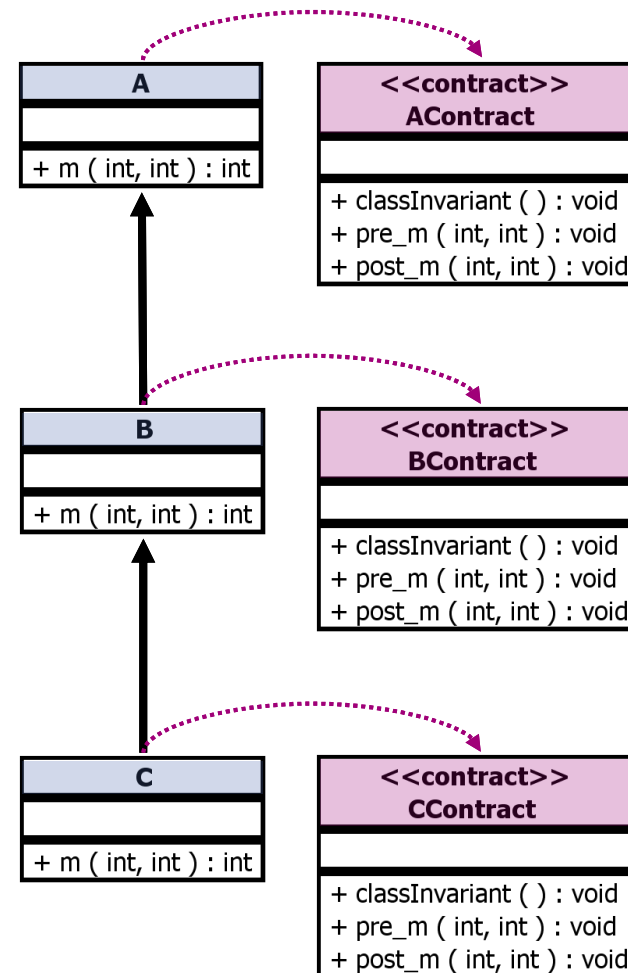 A
+ m ( int, int ) : int
<<contract>>
AContract
+ classInvariant ( ) : void
+ pre_m ( int, int ) : void
+ post_m ( int, int ) : void
B
+ m ( int, int ) : int
<<contract>>
BContract
+ classInvariant ( ) : void
+ pre_m ( int, int ) : void
+ post_m ( int, int ) : void
C
+ m ( int, int ) : int
<<contract>>
CContract
+ classInvariant ( ) : void
+ pre_m ( int, int ) : void
+ post_m ( int, int ) : void